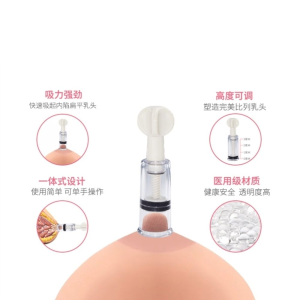 吸力强劲
快速吸起内陷扁平乳头
高度可调
塑造完美比列乳头
一体式设计
使用简单 可单手操作
医用级材质
健康安全 透明度高